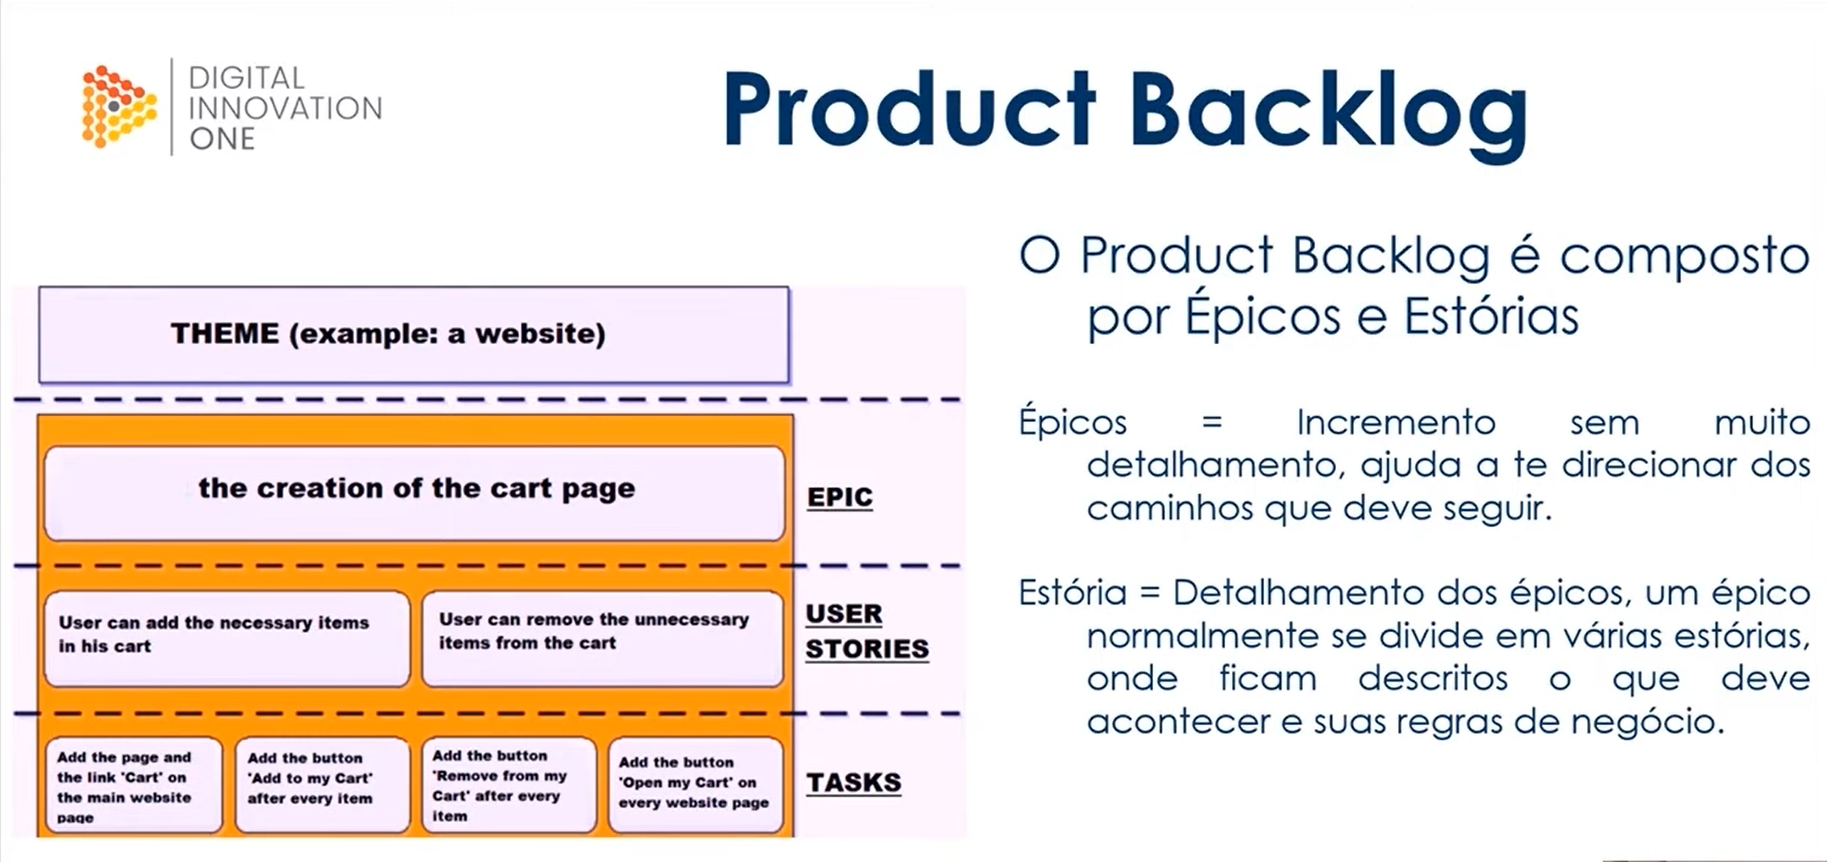 DIGITAL
INNOVATION
ONE
Product Backlog
THEME (example: a website)
the creation of the cart page
EPIC
User can add the necessary items
in his cart
User can remove the unnecessary
items from the cart
USER
STORIES
Add the page and
the link 'Cart' on
the main website
page
Add the button
'Add to my Cart'
after every item
Add the button
'Remove from my
Cart' after every
item
Add the button
'Open my Cart' on
every website page
TASKS
O Product Backlog é composto
por Épicos e Estórias
Épicos = Incremento sem muito
detalhamento, ajuda a te direcionar dos
caminhos que deve seguir.
Estória = Detalhamento dos épicos, um épico
normalmente se divide em várias estórias,
onde ficam descritos o que deve
acontecer e suas regras de negócio.